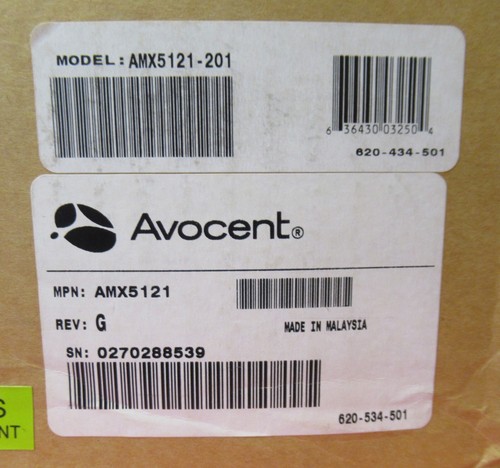 MODEL: AMX5121-201
6 36430 03250 4
620-434-501
Avocent®
MPN: AMX5121
REV: G
MADE IN MALAYSIA
SN: 0270288539
620-534-501
S
NT